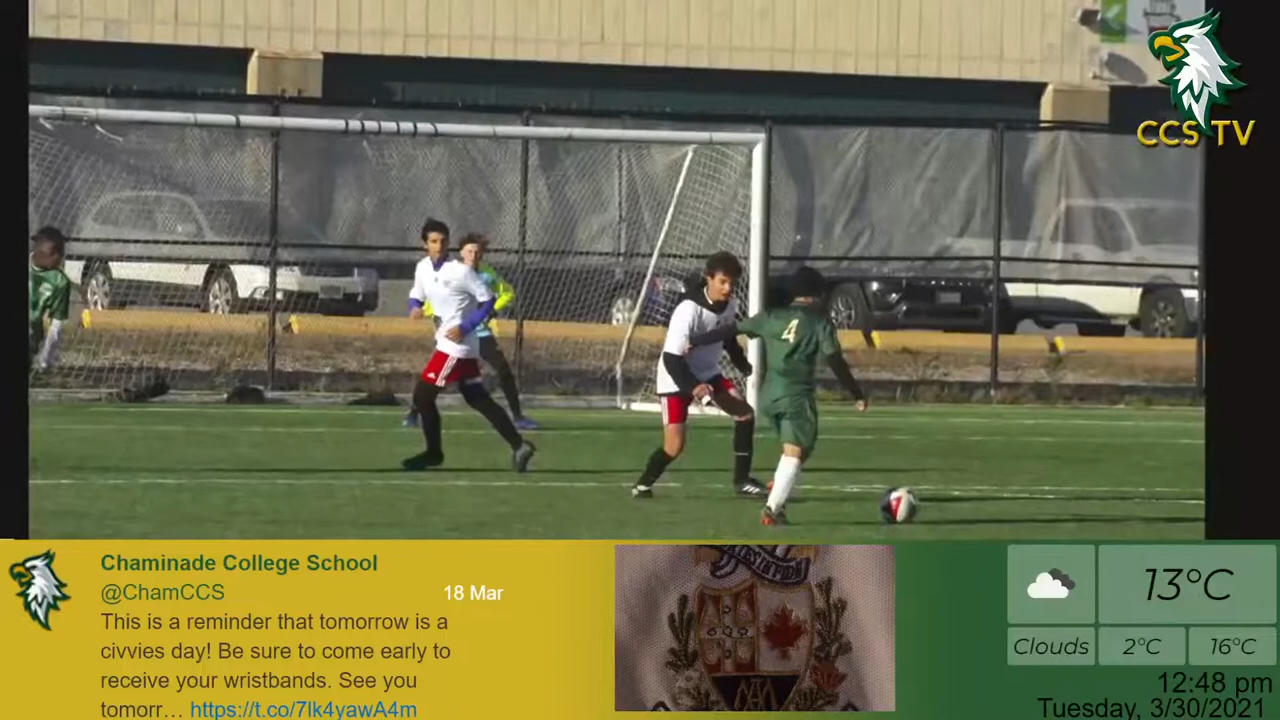 CCS TV
4
Chaminade College School
@ChamCCS
18 Mar
This is a reminder that tomorrow is a
civvies day! Be sure to come early to
receive your wristbands. See you
tomorr… https://t.co/7lk4yawA4m
13°C
Clouds
2°C
16°C
12:48 pm
Tuesday, 3/30/2021